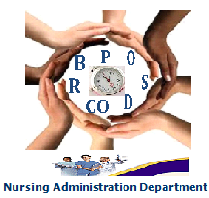 B P O
R S
CO D
Nursing Administration Department